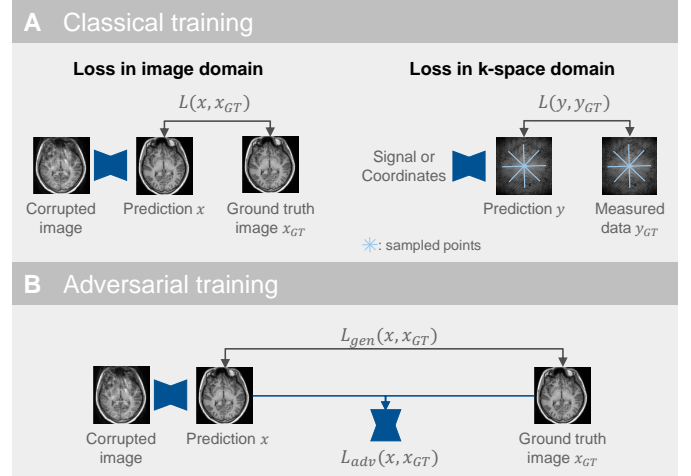 A Classical training
Loss in image domain
Loss in k-space domain
L(x, x_GT)
L(y, y_GT)
Signal or
Coordinates
Corrupted
image
Prediction x
Ground truth
image x_GT
Prediction y
Measured
data y_GT
: sampled points
B Adversarial training
L_gen(x, x_GT)
Corrupted
image
Prediction x
L_adv(x, x_GT)
Ground truth
image x_GT